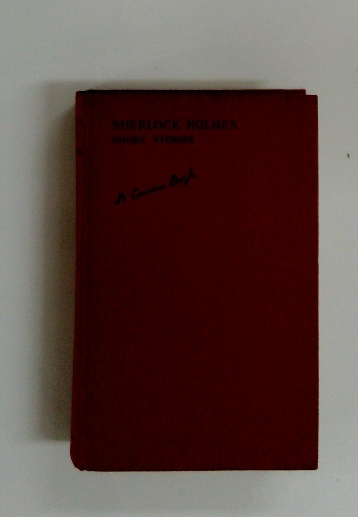 SHERLOCK HOLMES
SHORT STORIES
A. Conan Doyle